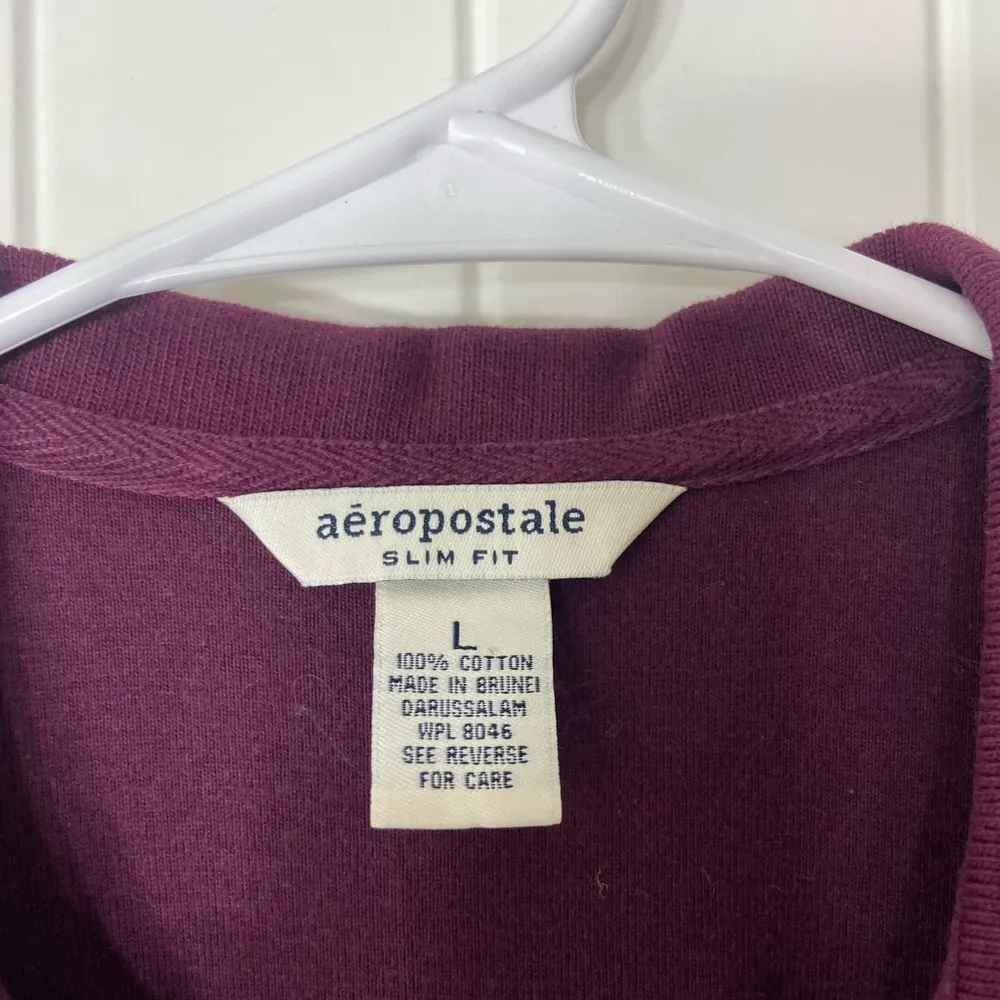 aéropostale
SLIM FIT
L
100% COTTON
MADE IN BRUNEI
DARUSSALAM
WPL 8046
SEE REVERSE
FOR CARE